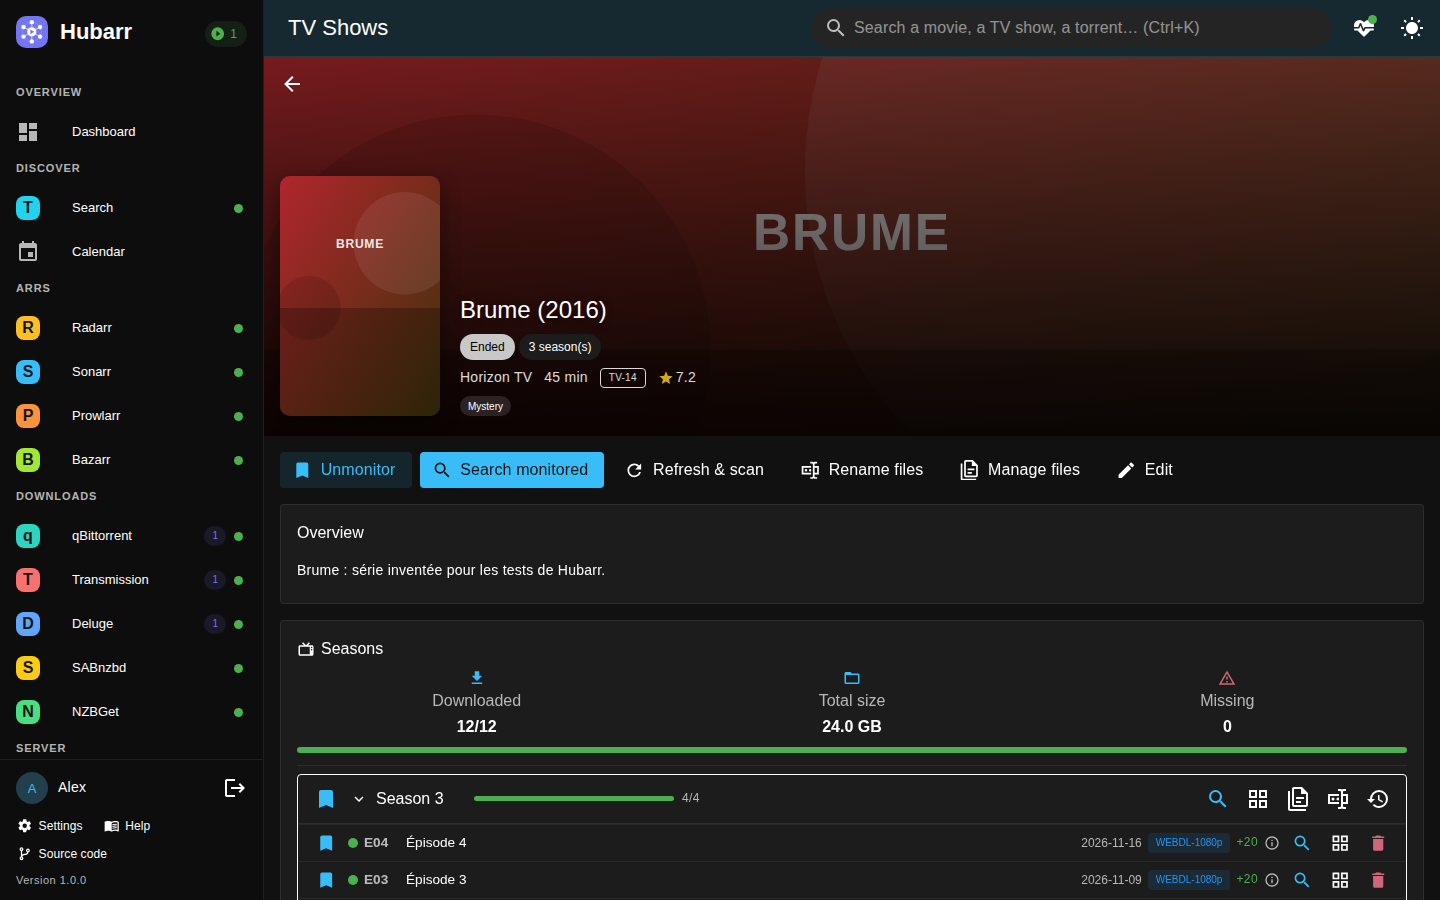 Hubarr
1
OVERVIEW
Dashboard
DISCOVER
T Search
Calendar
ARRS
R Radarr
S Sonarr
P Prowlarr
B Bazarr
DOWNLOADS
q qBittorrent 1
T Transmission 1
D Deluge 1
S SABnzbd
N NZBGet
SERVER
A Alex
Settings Help
Source code
Version 1.0.0
TV Shows
Search a movie, a TV show, a torrent… (Ctrl+K)
BRUME
BRUME
Brume (2016)
Ended 3 season(s)
Horizon TV 45 min TV-14 7.2
Mystery
Unmonitor Search monitored Refresh & scan Rename files Manage files Edit
Overview
Brume : série inventée pour les tests de Hubarr.
Seasons
Downloaded Total size Missing
12/12 24.0 GB 0
Season 3 4/4
E04 Épisode 4 2026-11-16 WEBDL-1080p +20
E03 Épisode 3 2026-11-09 WEBDL-1080p +20